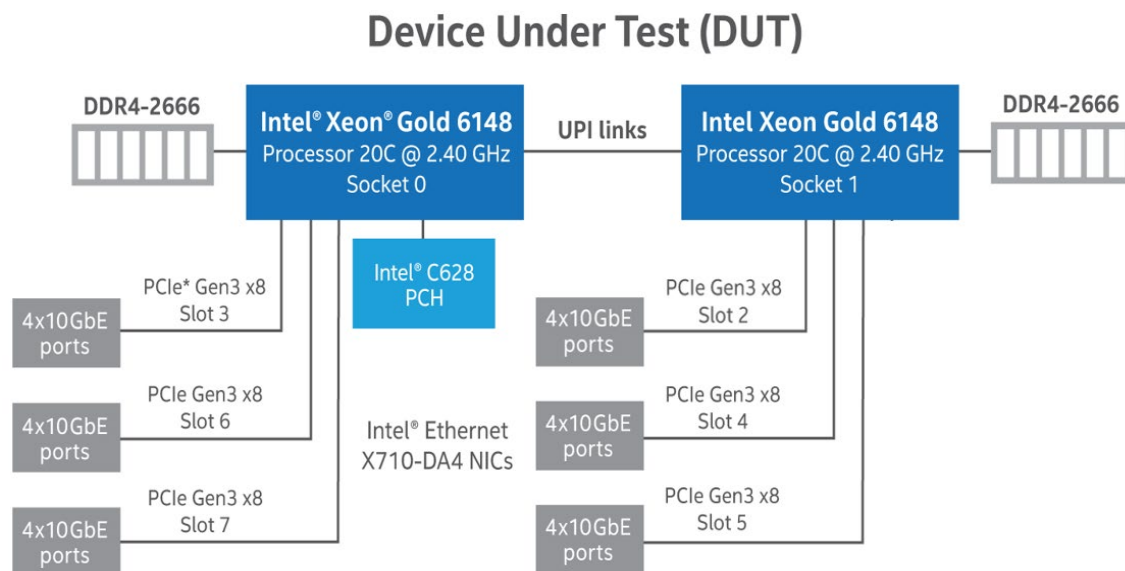 Device Under Test (DUT)
DDR4-2666
Intel® Xeon® Gold 6148
Processor 20C @ 2.40 GHz
Socket 0
UPI links
Intel Xeon Gold 6148
Processor 20C @ 2.40 GHz
Socket 1
DDR4-2666
Intel® C628
PCH
PCIe* Gen3 x8
Slot 3
4x10GbE
ports
PCIe Gen3 x8
Slot 6
4x10GbE
ports
PCIe Gen3 x8
Slot 7
4x10GbE
ports
Intel® Ethernet
X710-DA4 NICs
PCIe Gen3 x8
Slot 2
4x10GbE
ports
PCIe Gen3 x8
Slot 4
4x10GbE
ports
PCIe Gen3 x8
Slot 5
4x10GbE
ports